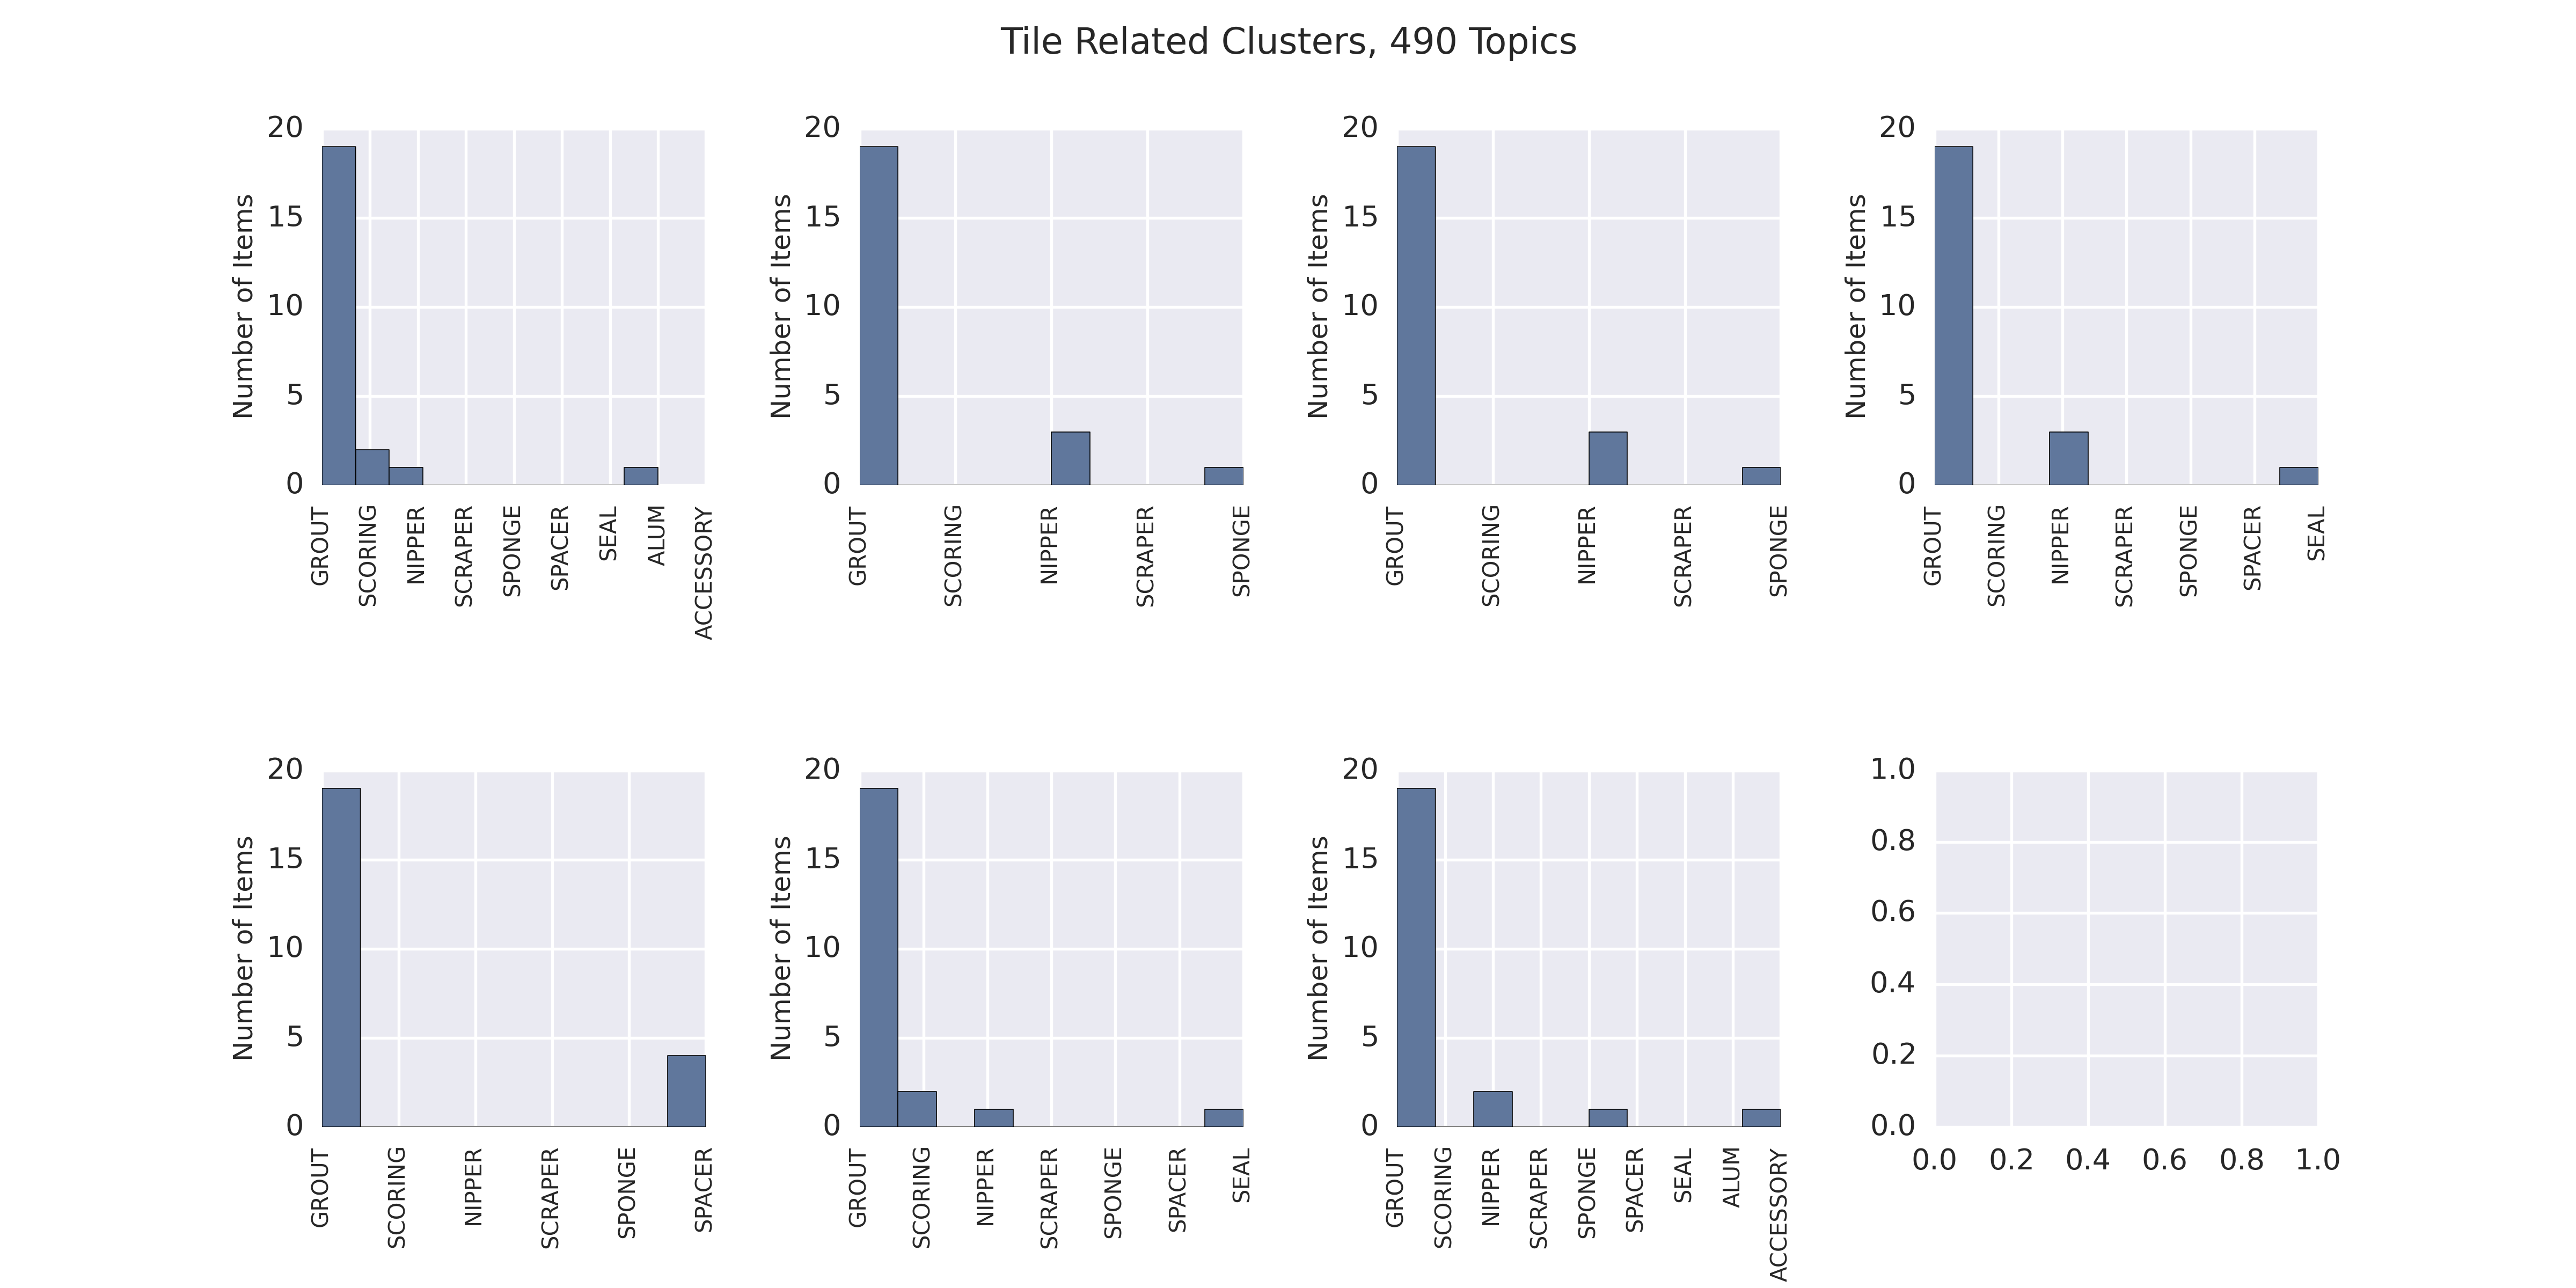 Tile Related Clusters, 490 Topics
20
15
10
5
0
Number of Items
GROUT
SCORING
NIPPER
SCRAPER
SPONGE
SPACER
SEAL
ALUM
ACCESSORY
20
15
10
5
0
Number of Items
GROUT
SCORING
NIPPER
SCRAPER
SPONGE
20
15
10
5
0
Number of Items
GROUT
SCORING
NIPPER
SCRAPER
SPONGE
20
15
10
5
0
Number of Items
GROUT
SCORING
NIPPER
SCRAPER
SPONGE
SPACER
SEAL
20
15
10
5
0
Number of Items
GROUT
SCORING
NIPPER
SCRAPER
SPONGE
SPACER
20
15
10
5
0
Number of Items
GROUT
SCORING
NIPPER
SCRAPER
SPONGE
SPACER
SEAL
20
15
10
5
0
Number of Items
GROUT
SCORING
NIPPER
SCRAPER
SPONGE
SPACER
SEAL
ALUM
ACCESSORY
1.0
0.8
0.6
0.4
0.2
0.0
0.0 0.2 0.4 0.6 0.8 1.0